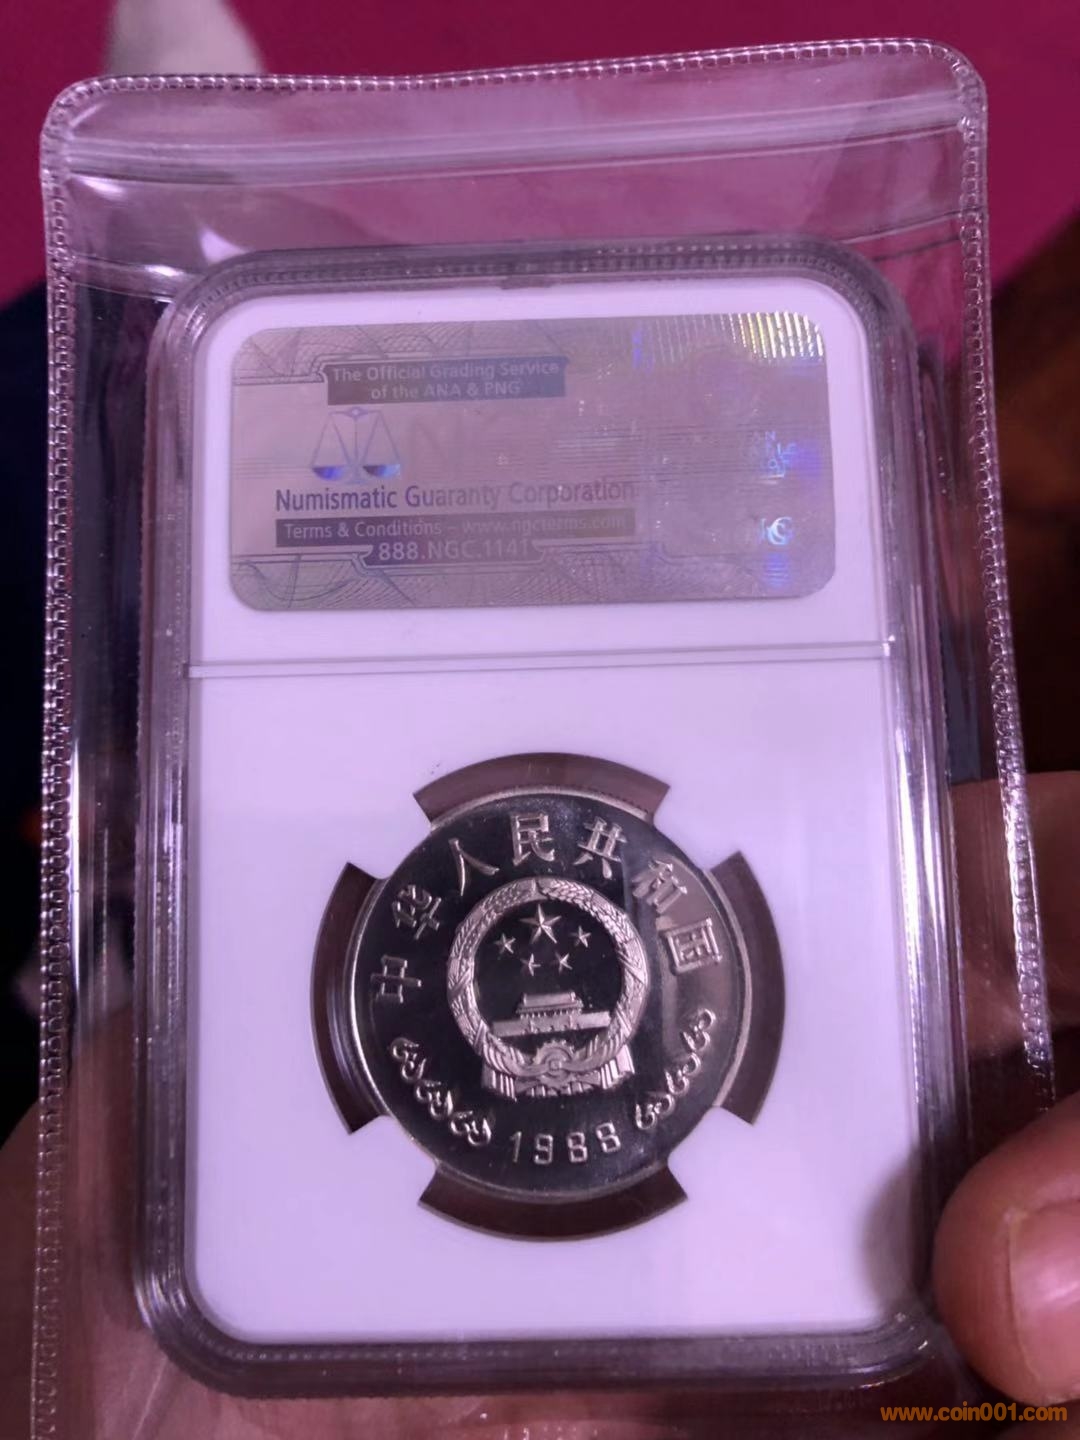 The Official Grading Service
of the ANA & PNG
Numismatic Guaranty Corporation
Terms & Conditions – www.ngcterms.com
888.NGC.1141
中华人民共和国
1988
www.coin001.com